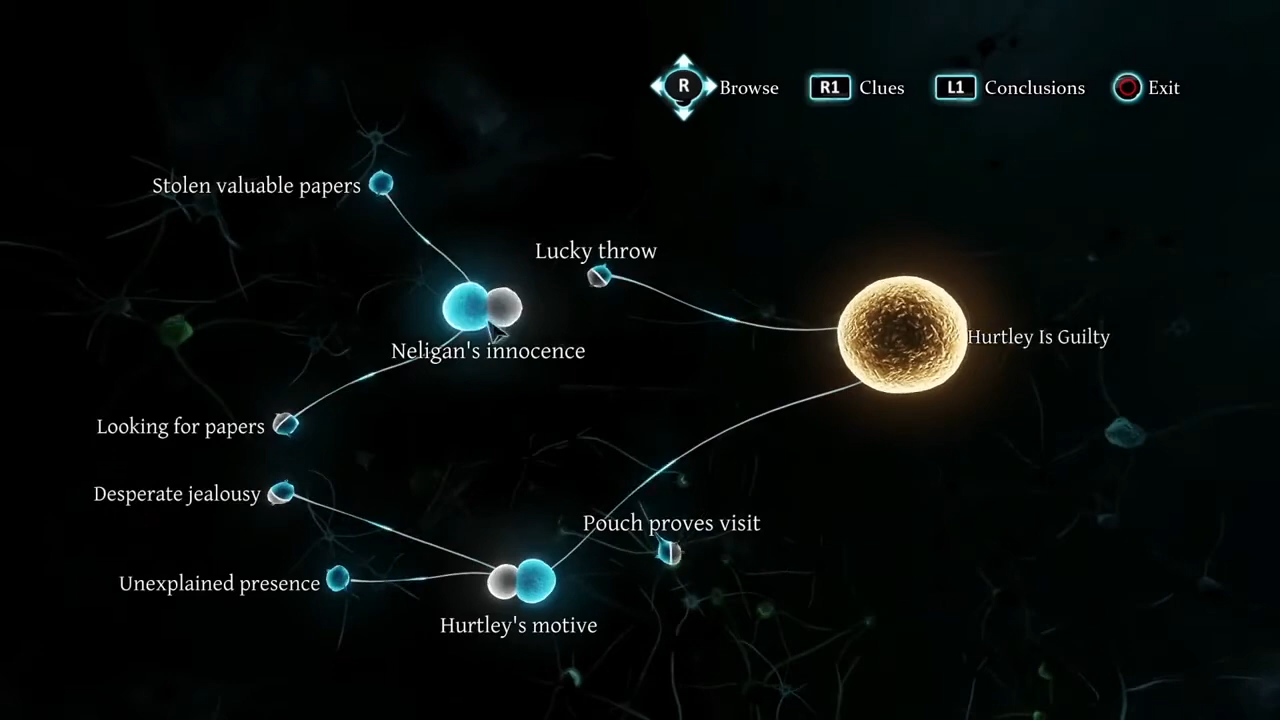 R Browse
R1 Clues
L1 Conclusions
Exit
Stolen valuable papers
Lucky throw
Neligan's innocence
Hurtley Is Guilty
Looking for papers
Desperate jealousy
Pouch proves visit
Unexplained presence
Hurtley's motive